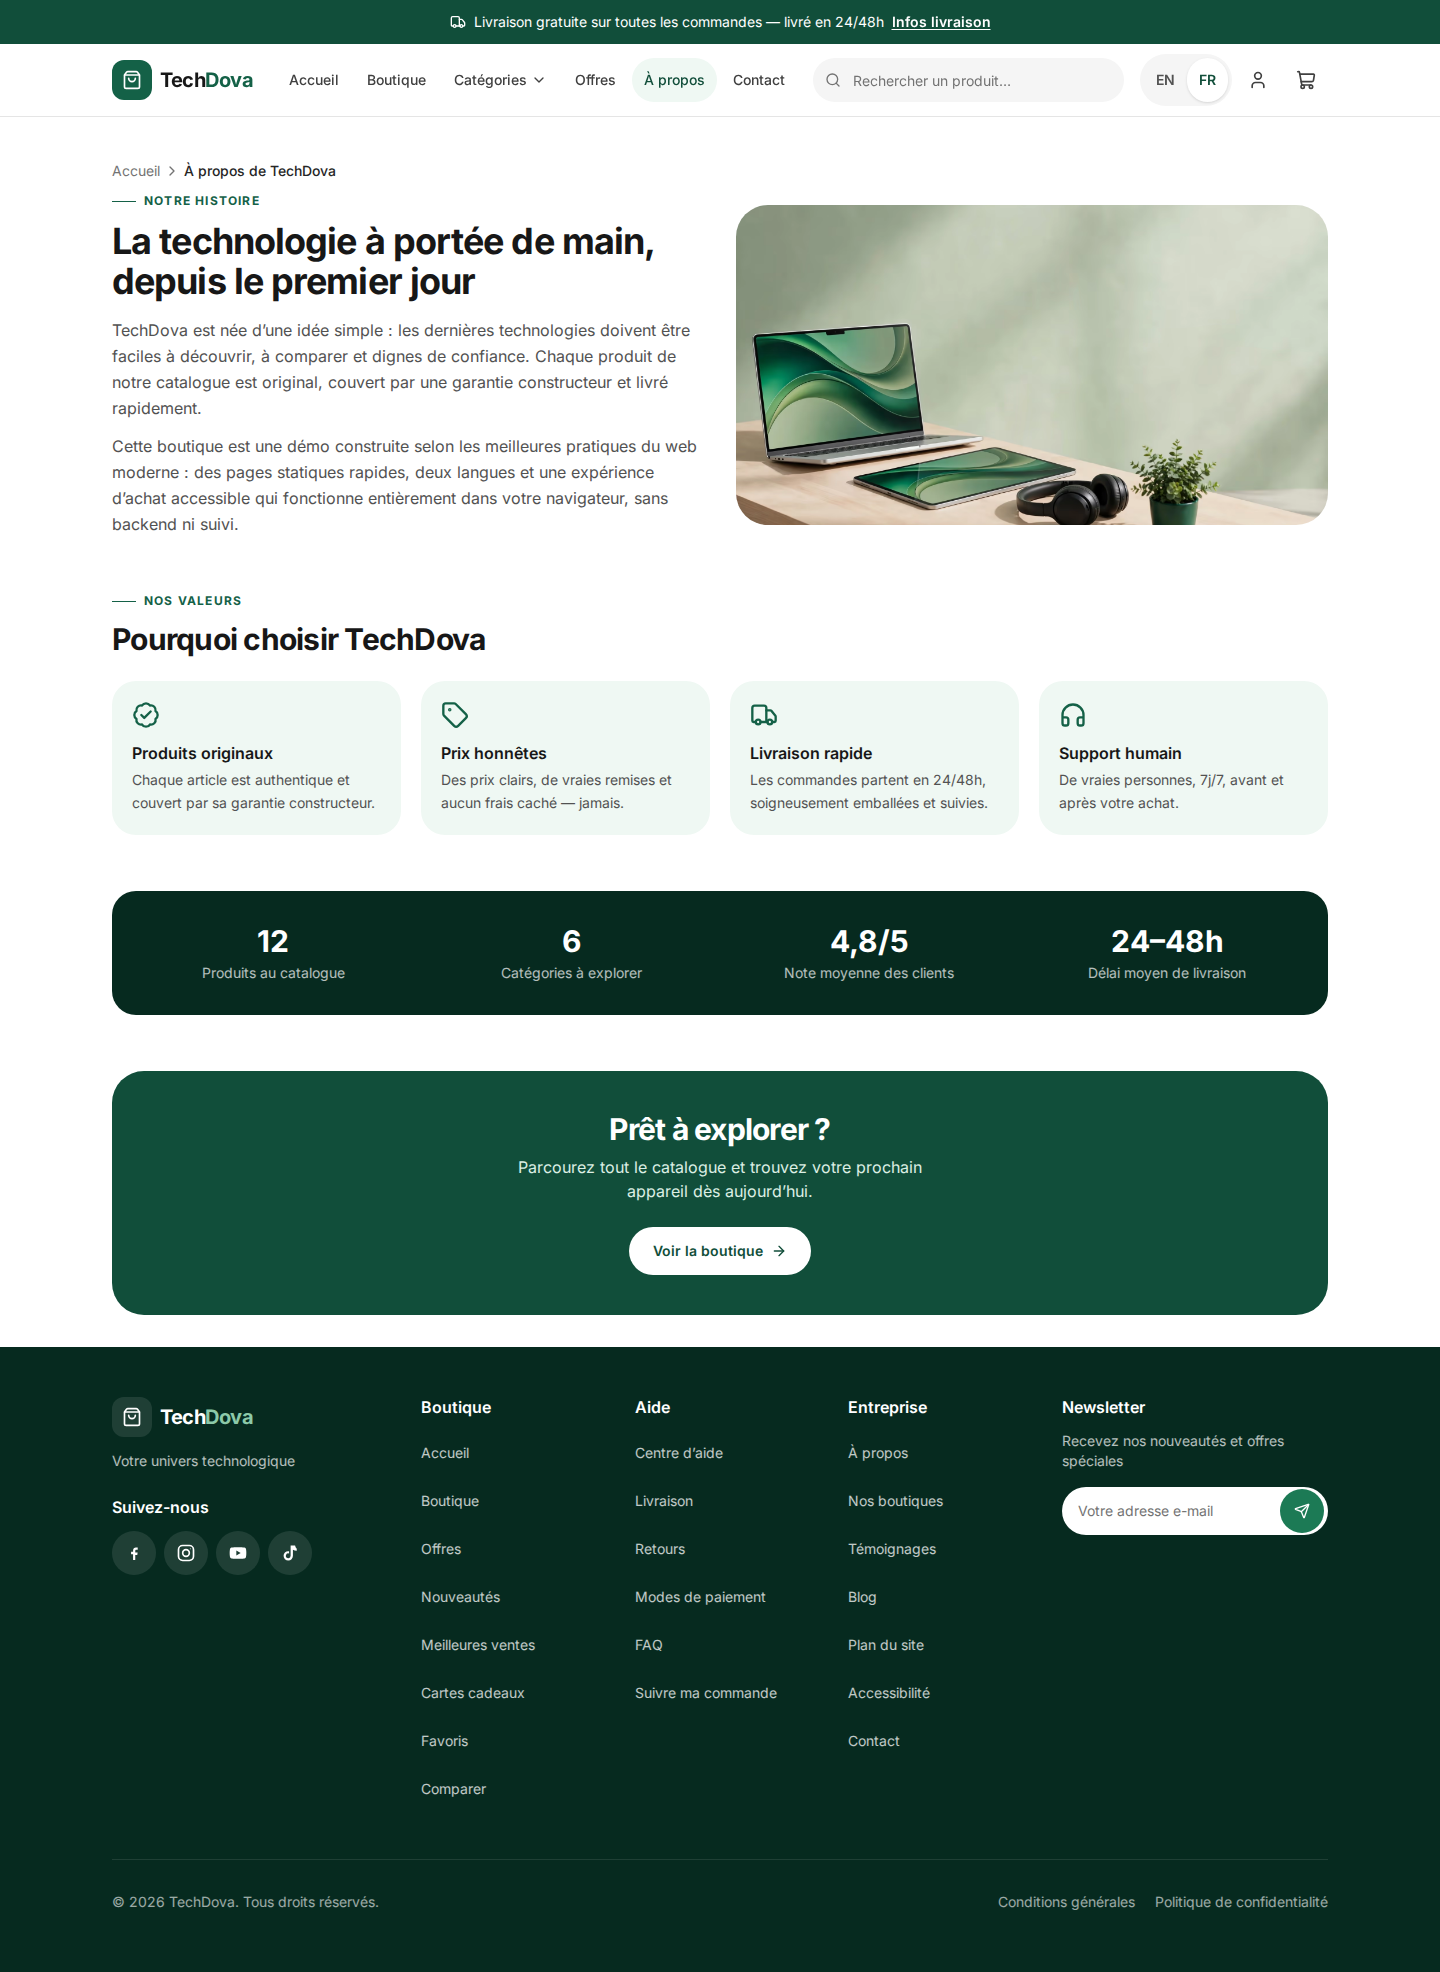 Livraison gratuite sur toutes les commandes — livré en 24/48h Infos livraison
TechDova Accueil Boutique Catégories Offres À propos Contact Rechercher un produit... EN FR
Accueil À propos de TechDova
NOTRE HISTOIRE
La technologie à portée de main,
depuis le premier jour
TechDova est née d’une idée simple : les dernières technologies doivent être
faciles à découvrir, à comparer et dignes de confiance. Chaque produit de
notre catalogue est original, couvert par une garantie constructeur et livré
rapidement.
Cette boutique est une démo construite selon les meilleures pratiques du web
moderne : des pages statiques rapides, deux langues et une expérience
d’achat accessible qui fonctionne entièrement dans votre navigateur, sans
backend ni suivi.
NOS VALEURS
Pourquoi choisir TechDova
Produits originaux
Chaque article est authentique et
couvert par sa garantie constructeur.
Prix honnêtes
Des prix clairs, de vraies remises et
aucun frais caché — jamais.
Livraison rapide
Les commandes partent en 24/48h,
soigneusement emballées et suivies.
Support humain
De vraies personnes, 7j/7, avant et
après votre achat.
12
Produits au catalogue
6
Catégories à explorer
4,8/5
Note moyenne des clients
24–48h
Délai moyen de livraison
Prêt à explorer ?
Parcourez tout le catalogue et trouvez votre prochain
appareil dès aujourd’hui.
Voir la boutique
TechDova
Votre univers technologique
Suivez-nous
Boutique
Accueil
Boutique
Offres
Nouveautés
Meilleures ventes
Cartes cadeaux
Favoris
Comparer
Aide
Centre d’aide
Livraison
Retours
Modes de paiement
FAQ
Suivre ma commande
Entreprise
À propos
Nos boutiques
Témoignages
Blog
Plan du site
Accessibilité
Contact
Newsletter
Recevez nos nouveautés et offres
spéciales
Votre adresse e-mail
© 2026 TechDova. Tous droits réservés.
Conditions générales Politique de confidentialité